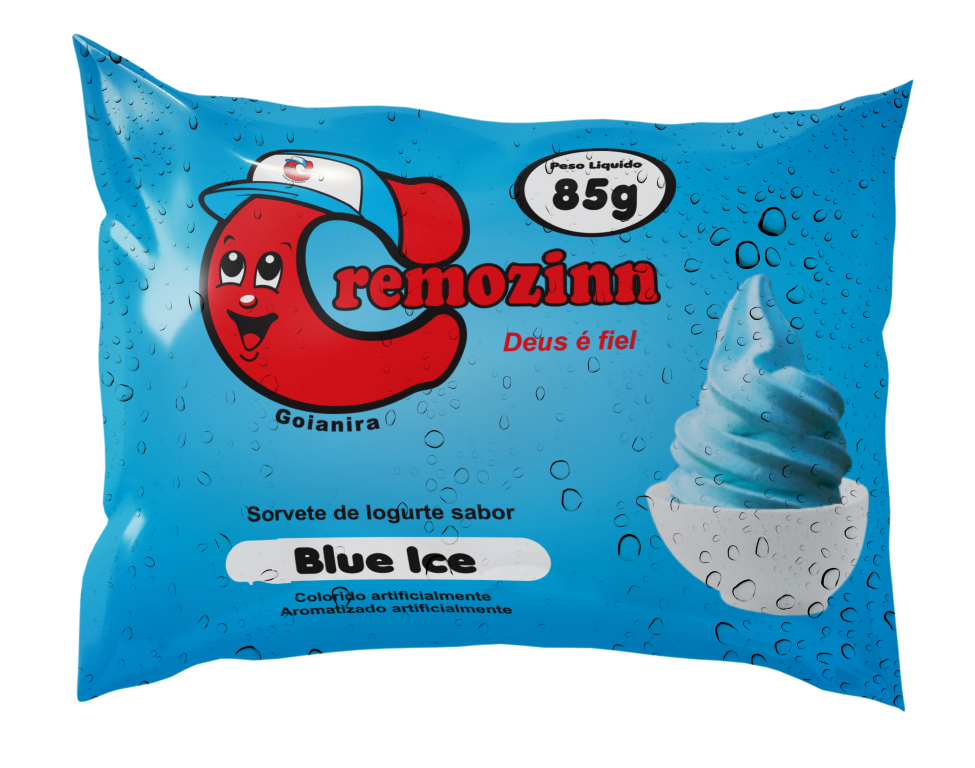 Peso Liquido
85g
Cremozinn
Deus é fiel
Goianira
Sorvete de Iogurte sabor
Blue Ice
Colorido artificialmente
Aromatizado artificialmente